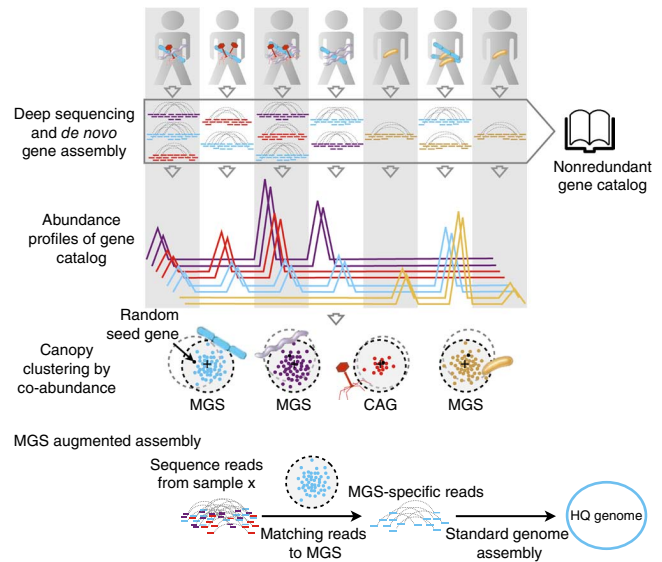 Deep sequencing
and de novo
gene assembly
Nonredundant
gene catalog
Abundance
profiles of gene
catalog
Random
seed gene
Canopy
clustering by
co-abundance
MGS
MGS
CAG
MGS
MGS augmented assembly
Sequence reads
from sample x
MGS-specific reads
Matching reads
to MGS
Standard genome
assembly
HQ genome